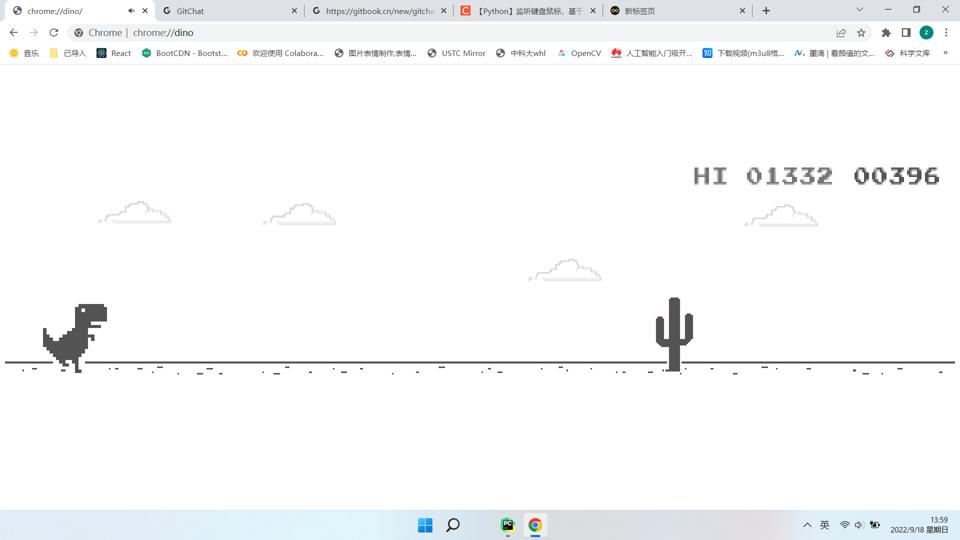 chrome://dino/
GitChat
https://gitbook.cn/new/gitcha
【Python】监听键盘鼠标，基于
新标签页
Chrome | chrome://dino
音乐
已导入
React
BootCDN - Bootst...
欢迎使用 Colabora...
图片表情制作,表情...
USTC Mirror
中科大whl
OpenCV
人工智能入门极开...
下载视频(m3u8格...
墨滴 | 看颜值的文...
科学文库
»
HI 01332 00396
英
13:59
2022/9/18 星期日